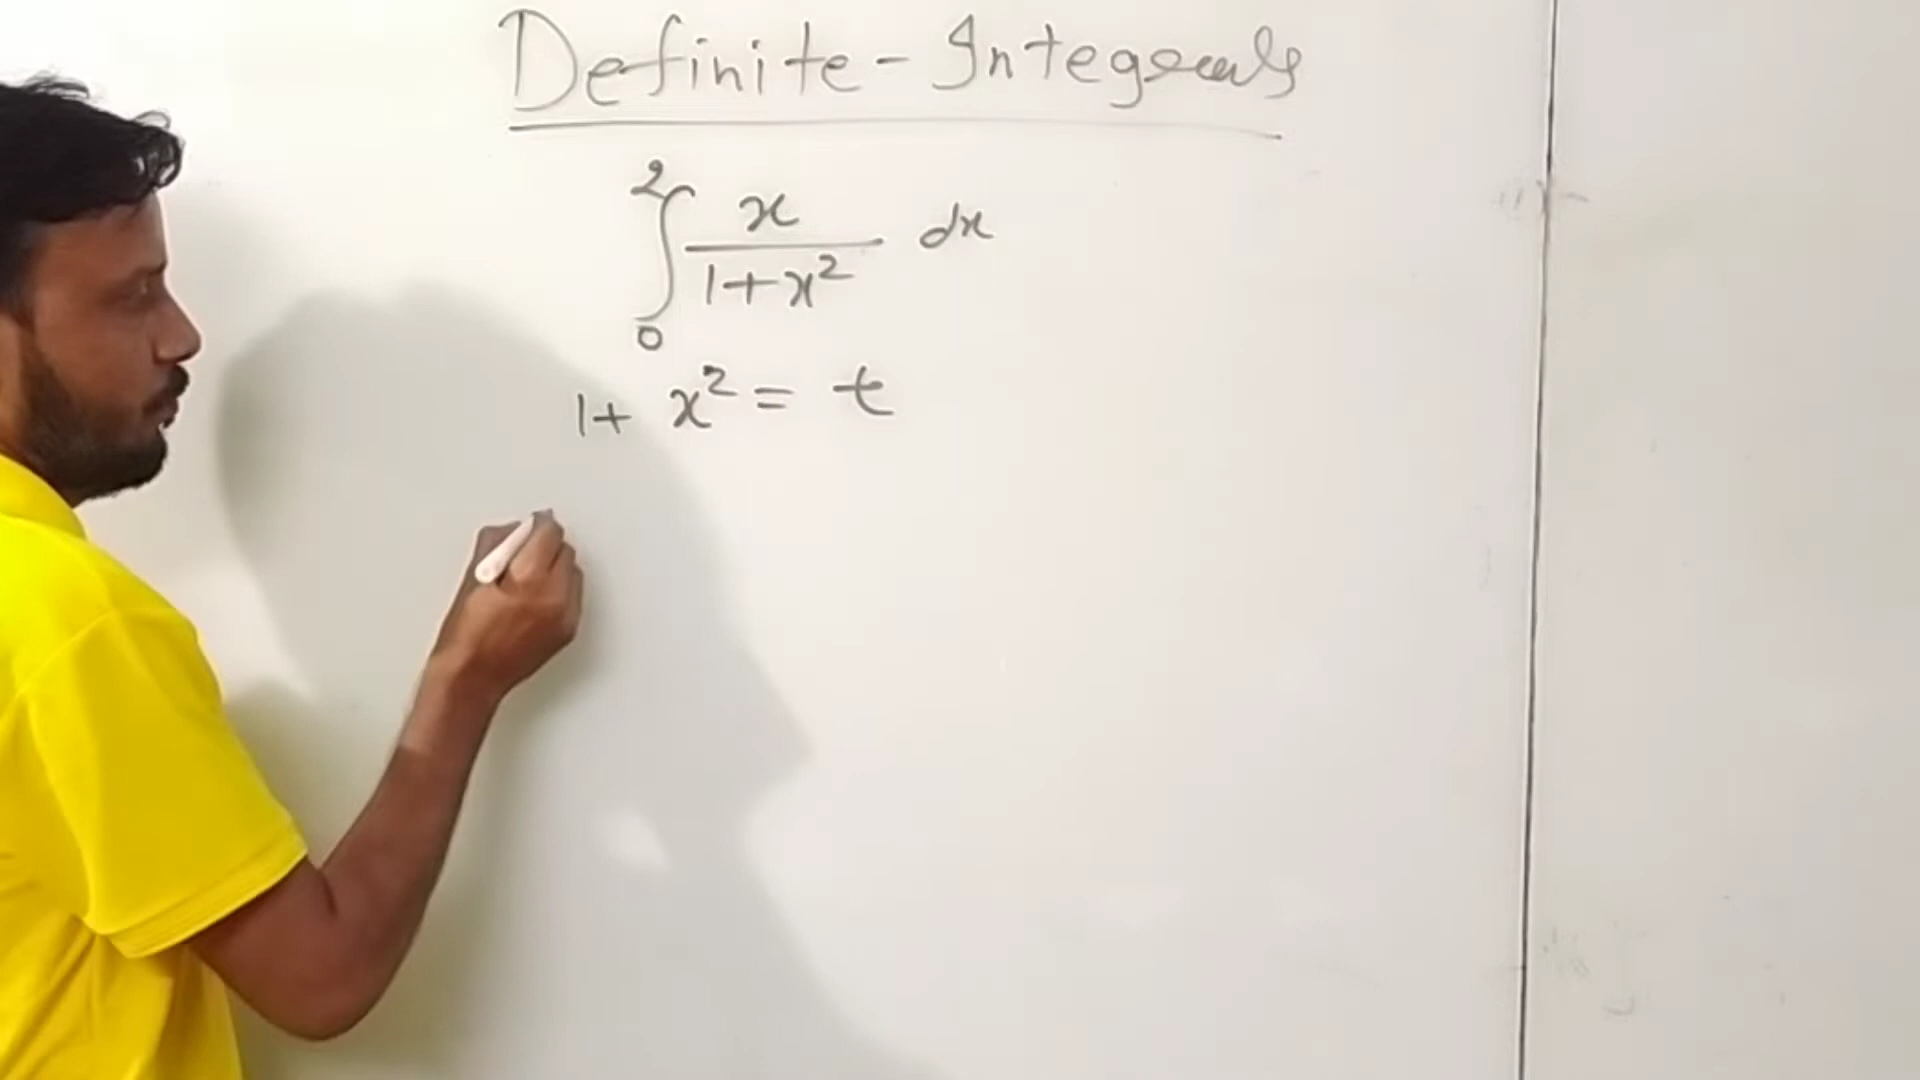 Definite-Integrals
∫₀² x/(1+x²) dx
1+ x² = t